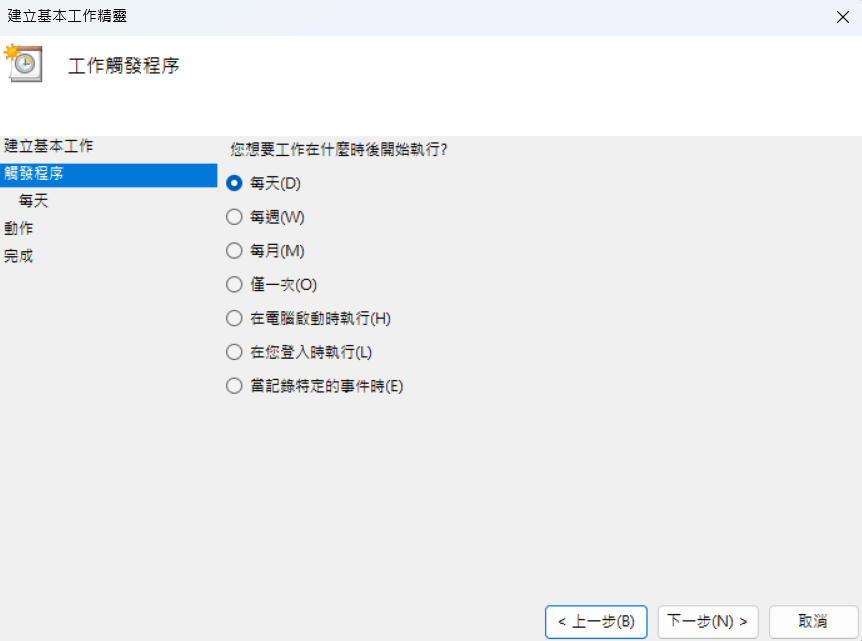 建立基本工作精靈
工作觸發程序
建立基本工作
觸發程序
每天
動作
完成
您想要工作在什麼時後開始執行?
每天(D)
每週(W)
每月(M)
僅一次(O)
在電腦啟動時執行(H)
在您登入時執行(L)
當記錄特定的事件時(E)
< 上一步(B)
下一步(N) >
取消